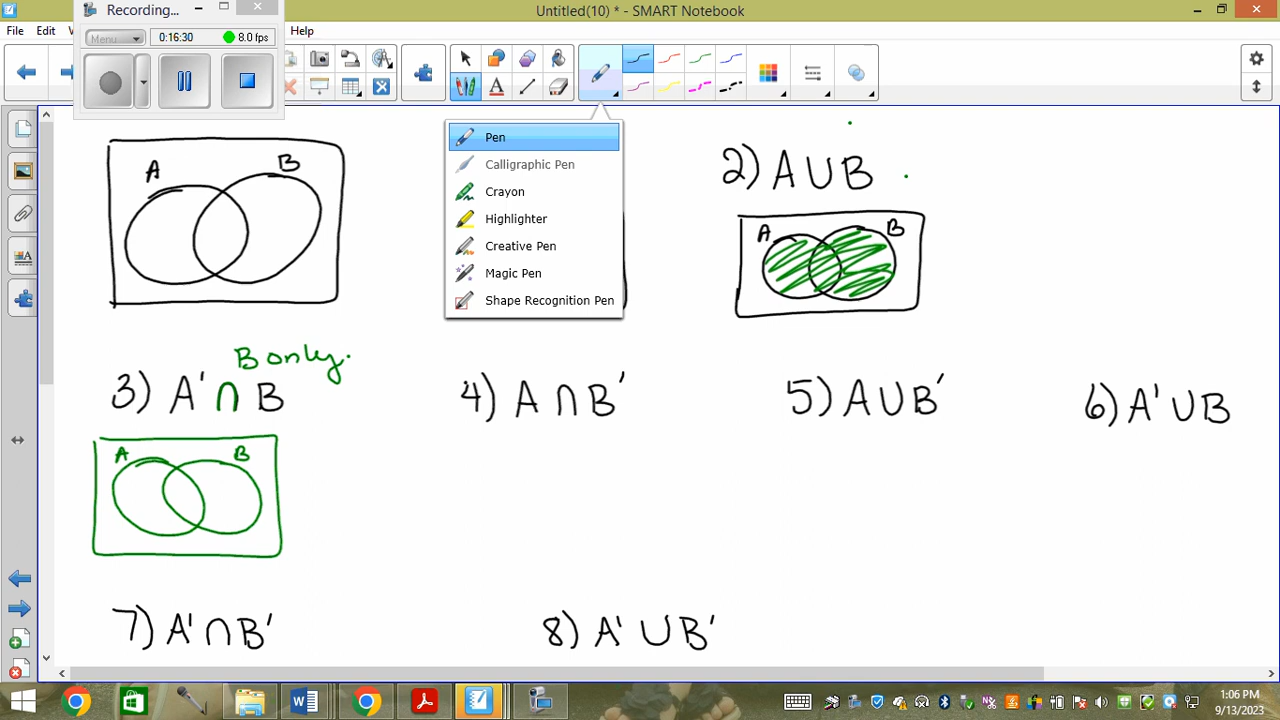 Recording...
Untitled(10) * - SMART Notebook
File Edit Help
Menu 0:16:30 8.0 fps
Pen
Calligraphic Pen
Crayon
Highlighter
Creative Pen
Magic Pen
Shape Recognition Pen
A B
2) A∪B
A B
B only.
3) A' ∩ B
4) A ∩ B'
5) A∪B'
6) A' ∪ B
A B
7) A' ∩ B'
8) A' ∪ B'
1:06 PM
9/13/2023